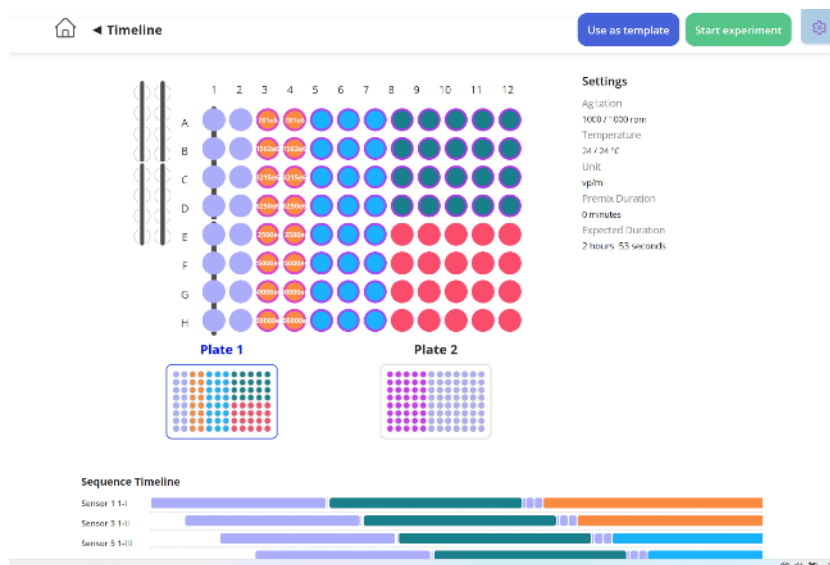 ◄ Timeline
Use as template
Start experiment
1 2 3 4 5 6 7 8 9 10 11 12
A
B
C
D
E
F
G
H
Settings
Agitation
1000 / 1000 rpm
Temperature
24 / 24 °C
Unit
vp/ml
Premix Duration
0 minutes
Expected Duration
2 hours 53 seconds
Plate 1
Plate 2
Sequence Timeline
Sensor 1 1-I
Sensor 3 1-II
Sensor 5 1-III